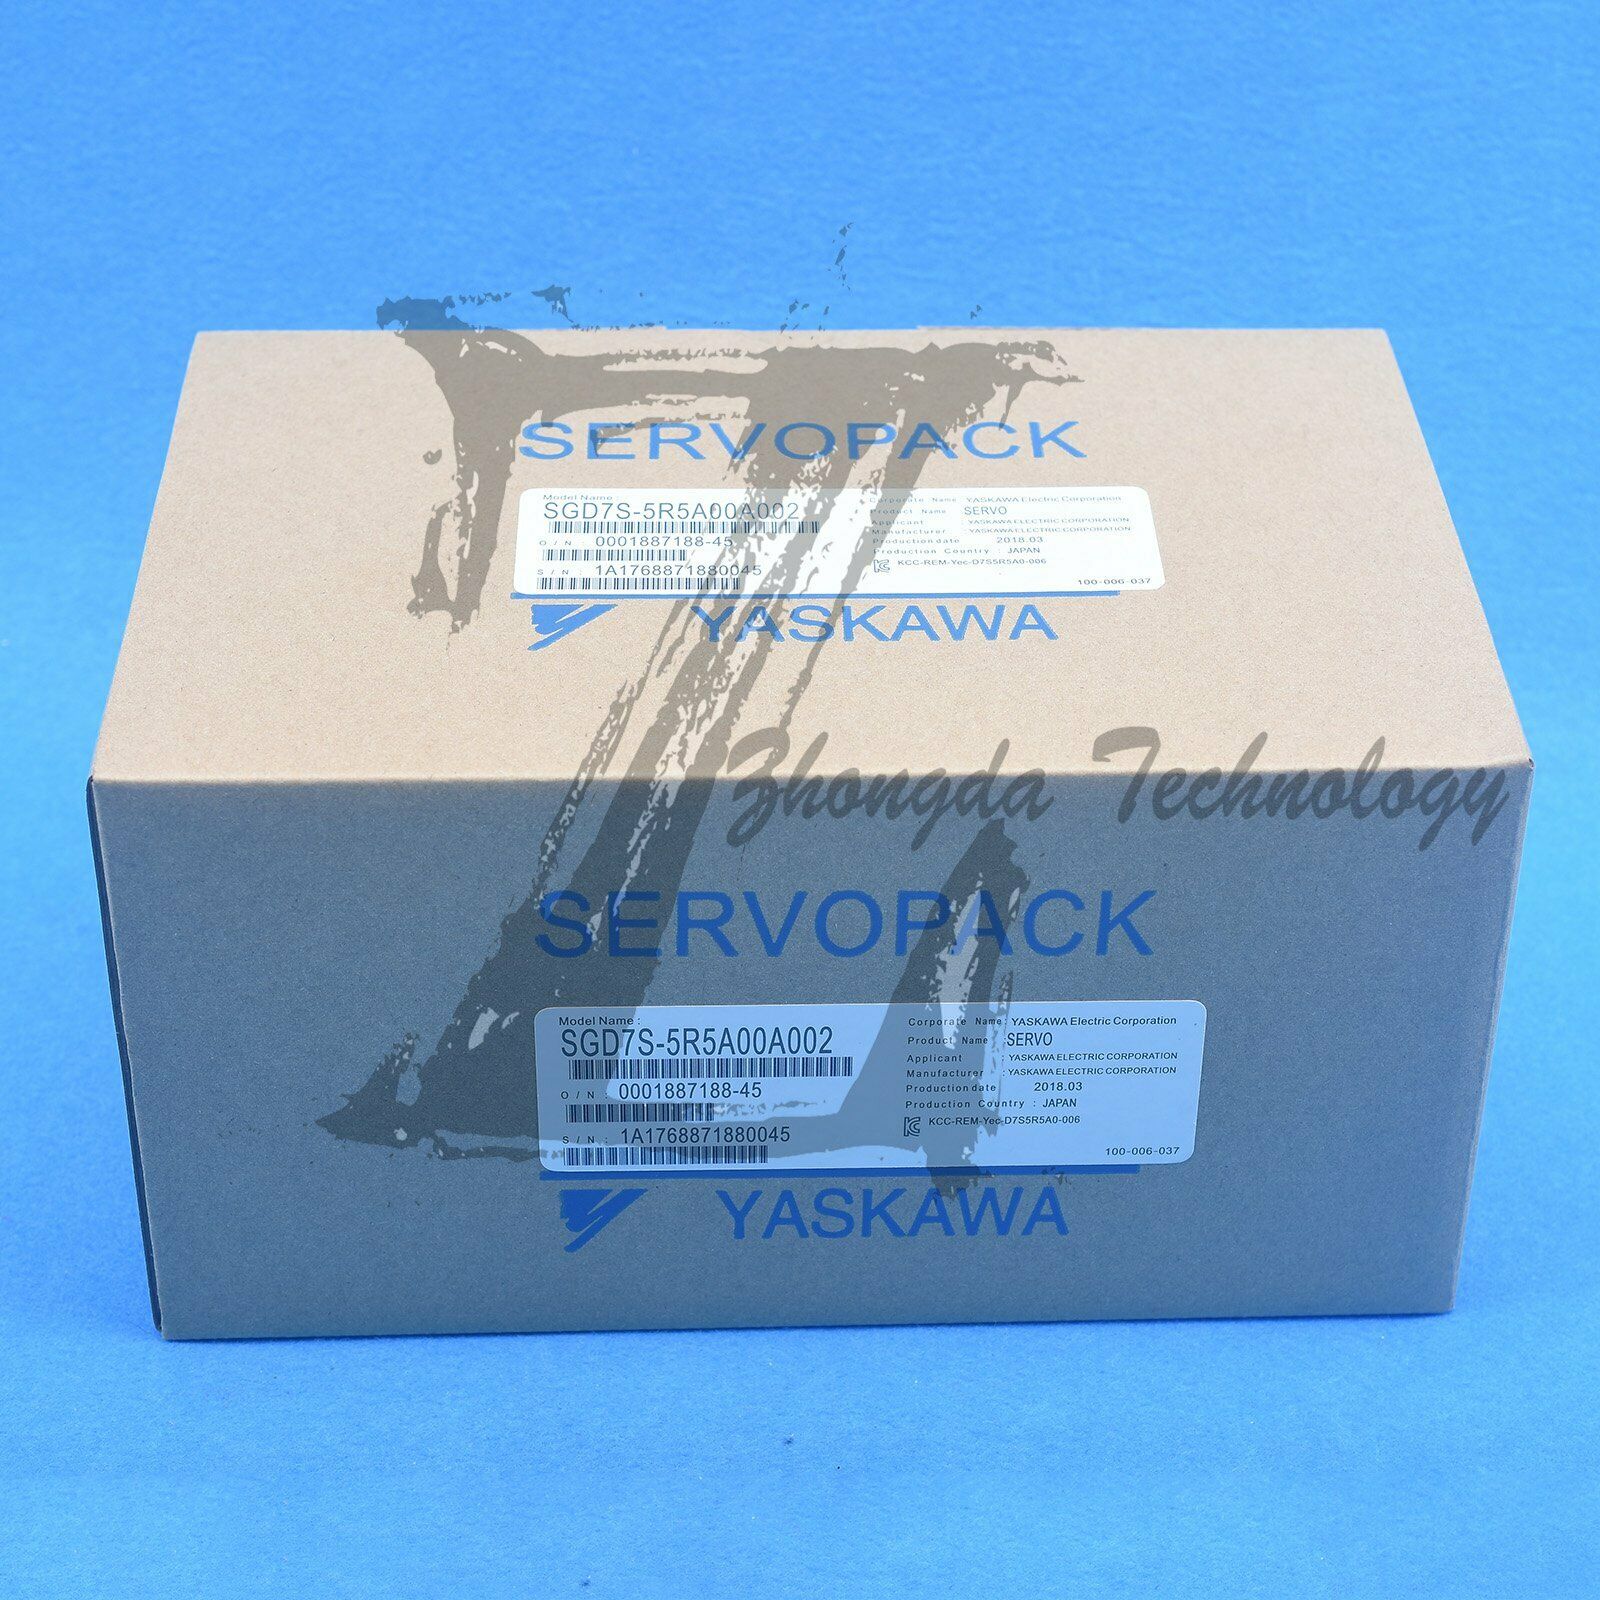 SERVOPACK
Model Name :
SGD7S-5R5A00A002
O / N : 0001887188-45
S / N : 1A1768871880045
Corporate Name YASKAWA Electric Corporation
Product Name SERVO
Applicant YASKAWA ELECTRIC CORPORATION
Manufacturer : YASKAWA ELECTRIC CORPORATION
Production date 2018.03
Production Country : JAPAN
KCC-REM-Yec-D7S5R5A0-006
100-006-037
YASKAWA
Zhongda Technology
SERVOPACK
Model Name :
SGD7S-5R5A00A002
O / N : 0001887188-45
S / N : 1A1768871880045
Corporate Name: YASKAWA Electric Corporation
Product Name :SERVO
Applicant : YASKAWA ELECTRIC CORPORATION
Manufacturer : YASKAWA ELECTRIC CORPORATION
Production date 2018.03
Production Country : JAPAN
KCC-REM-Yec-D7S5R5A0-006
100-006-037
YASKAWA